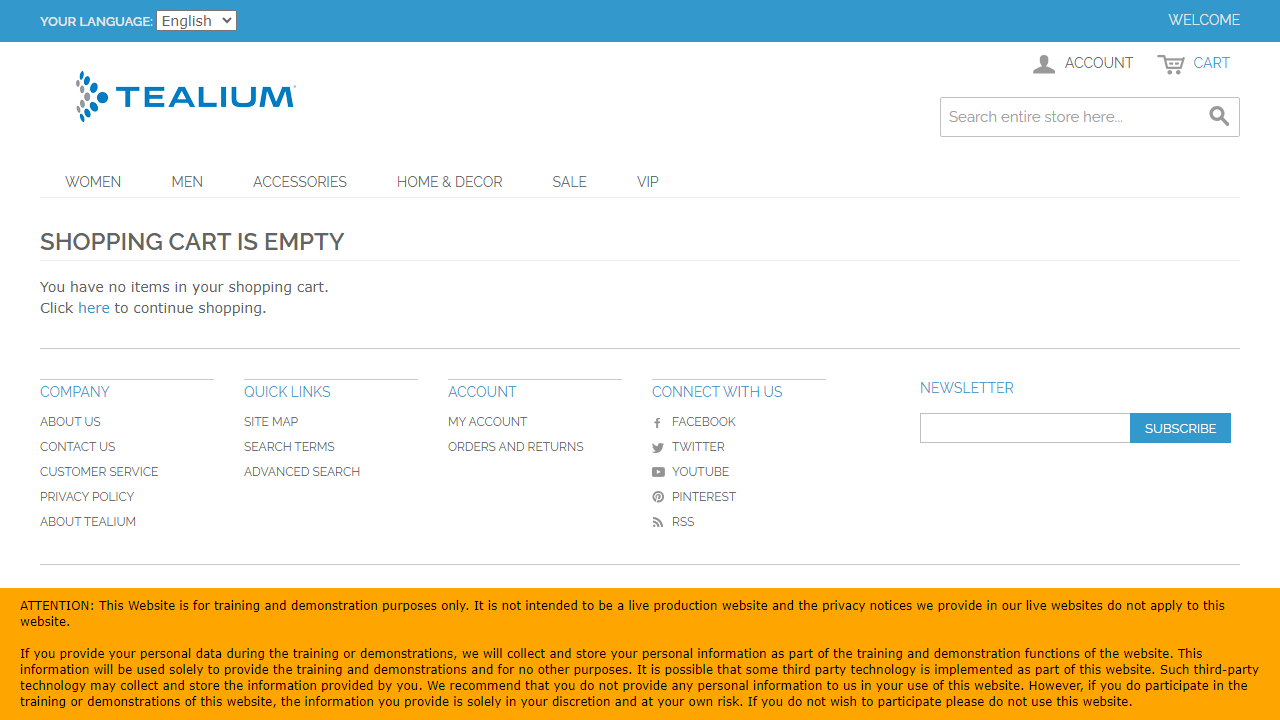 YOUR LANGUAGE: English
WELCOME
ACCOUNT
CART
TEALIUM
Search entire store here...
WOMEN
MEN
ACCESSORIES
HOME & DECOR
SALE
VIP
SHOPPING CART IS EMPTY
You have no items in your shopping cart.
Click here to continue shopping.
COMPANY
ABOUT US
CONTACT US
CUSTOMER SERVICE
PRIVACY POLICY
ABOUT TEALIUM
QUICK LINKS
SITE MAP
SEARCH TERMS
ADVANCED SEARCH
ACCOUNT
MY ACCOUNT
ORDERS AND RETURNS
CONNECT WITH US
FACEBOOK
TWITTER
YOUTUBE
PINTEREST
RSS
NEWSLETTER
SUBSCRIBE
ATTENTION: This Website is for training and demonstration purposes only. It is not intended to be a live production website and the privacy notices we provide in our live websites do not apply to this
website.
If you provide your personal data during the training or demonstrations, we will collect and store your personal information as part of the training and demonstration functions of the website. This
information will be used solely to provide the training and demonstrations and for no other purposes. It is possible that some third party technology is implemented as part of this website. Such third-party
technology may collect and store the information provided by you. We recommend that you do not provide any personal information to us in your use of this website. However, if you do participate in the
training or demonstrations of this website, the information you provide is solely in your discretion and at your own risk. If you do not wish to participate please do not use this website.